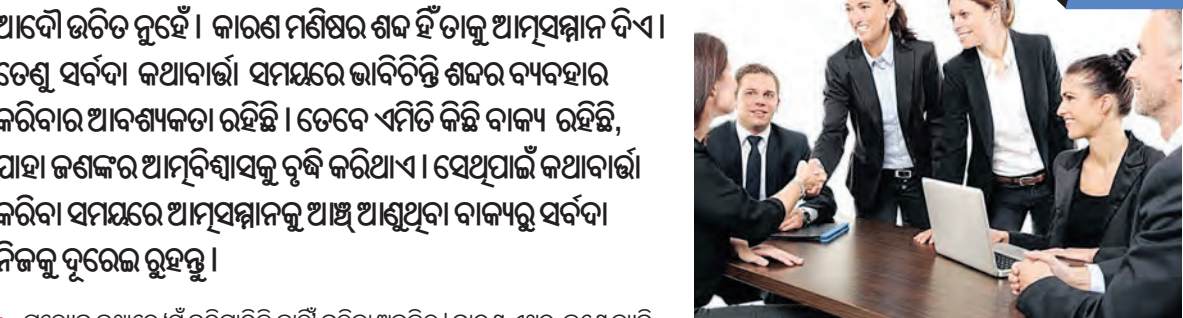 ଆଦୌ ଉଚିତ ନୁହେଁ । କାରଣ ମଣିଷର ଶବ୍ଦ ହିଁ ତାକୁ ଆତ୍ମସମ୍ମାନ ଦିଏ ।
ତେଣୁ ସର୍ବଦା କଥାବାର୍ତ୍ତା ସମୟରେ ଭାବିଚିନ୍ତି ଶବ୍ଦର ବ୍ୟବହାର
କରିବାର ଆବଶ୍ୟକତା ରହିଛି । ତେବେ ଏମିତି କିଛି ବାକ୍ୟ ରହିଛି,
ଯାହା ଜଣଙ୍କର ଆତ୍ମବିଶ୍ୱାସକୁ ବୃଦ୍ଧି କରିଥାଏ । ସେଥିପାଇଁ କଥାବାର୍ତ୍ତା
କରିବା ସମୟରେ ଆତ୍ମସମ୍ମାନକୁ ଆଞ୍ଚ୍ ଆଣୁଥିବା ବାକ୍ୟରୁ ସର୍ବଦା
ନିଜକୁ ଦୂରେଇ ରୁହନ୍ତୁ ।